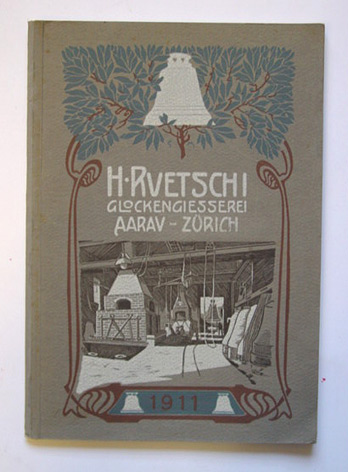 H·RVETSCHI
GLOCKENGIESSEREI
AARAV - ZÜRICH
1911